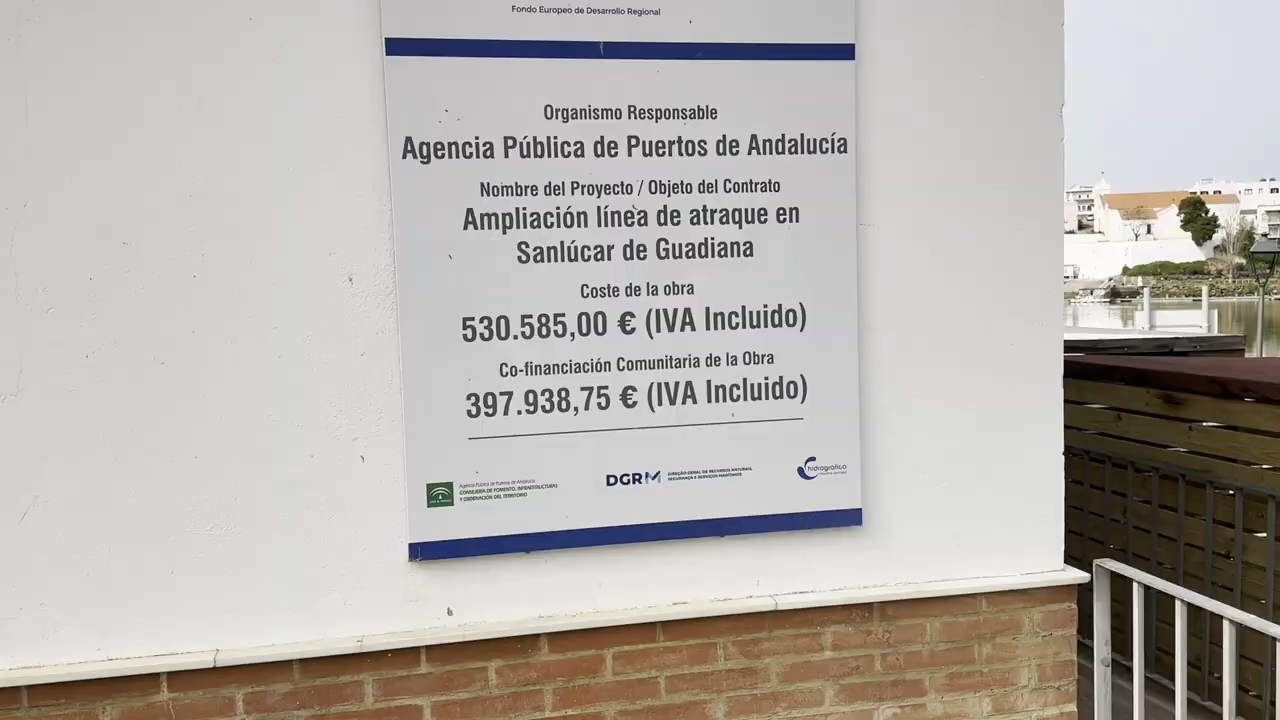 Fondo Europeo de Desarrollo Regional
Organismo Responsable
Agencia Pública de Puertos de Andalucía
Nombre del Proyecto / Objeto del Contrato
Ampliación línea de atraque en
Sanlúcar de Guadiana
Coste de la obra
530.585,00 € (IVA Incluido)
Co-financiación Comunitaria de la Obra
397.938,75 € (IVA Incluido)
Agencia Pública de Puertos de Andalucía
CONSEJERÍA DE FOMENTO, INFRAESTRUCTURAS
Y ORDENACIÓN DEL TERRITORIO
DGRM
DIREÇÃO-GERAL DE RECURSOS NATURAIS,
SEGURANÇA E SERVIÇOS MARÍTIMOS
hidrográfico